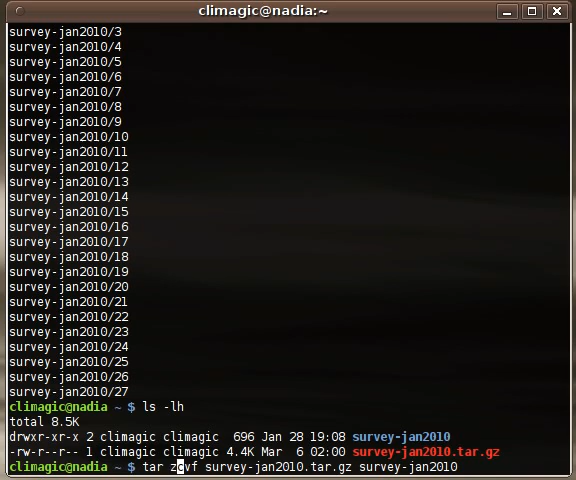 climagic@nadia:~
survey-jan2010/3
survey-jan2010/4
survey-jan2010/5
survey-jan2010/6
survey-jan2010/7
survey-jan2010/8
survey-jan2010/9
survey-jan2010/10
survey-jan2010/11
survey-jan2010/12
survey-jan2010/13
survey-jan2010/14
survey-jan2010/15
survey-jan2010/16
survey-jan2010/17
survey-jan2010/18
survey-jan2010/19
survey-jan2010/20
survey-jan2010/21
survey-jan2010/22
survey-jan2010/23
survey-jan2010/24
survey-jan2010/25
survey-jan2010/26
survey-jan2010/27
climagic@nadia ~ $ ls -lh
total 8.5K
drwxr-xr-x 2 climagic climagic  696 Jan 28 19:08 survey-jan2010
-rw-r--r-- 1 climagic climagic 4.4K Mar  6 02:00 survey-jan2010.tar.gz
climagic@nadia ~ $ tar zcvf survey-jan2010.tar.gz survey-jan2010